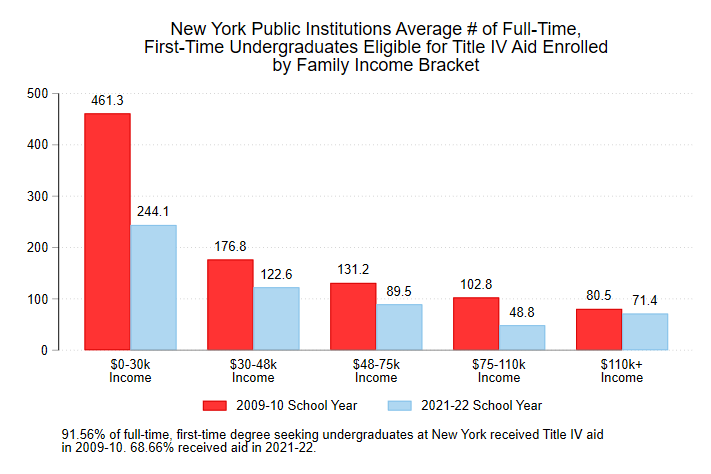 New York Public Institutions Average # of Full-Time,
First-Time Undergraduates Eligible for Title IV Aid Enrolled
by Family Income Bracket
500
400
300
200
100
0
461.3
244.1
176.8
122.6
131.2
89.5
102.8
48.8
80.5
71.4
$0-30k
Income
$30-48k
Income
$48-75k
Income
$75-110k
Income
$110k+
Income
2009-10 School Year
2021-22 School Year
91.56% of full-time, first-time degree seeking undergraduates at New York received Title IV aid
in 2009-10. 68.66% received aid in 2021-22.